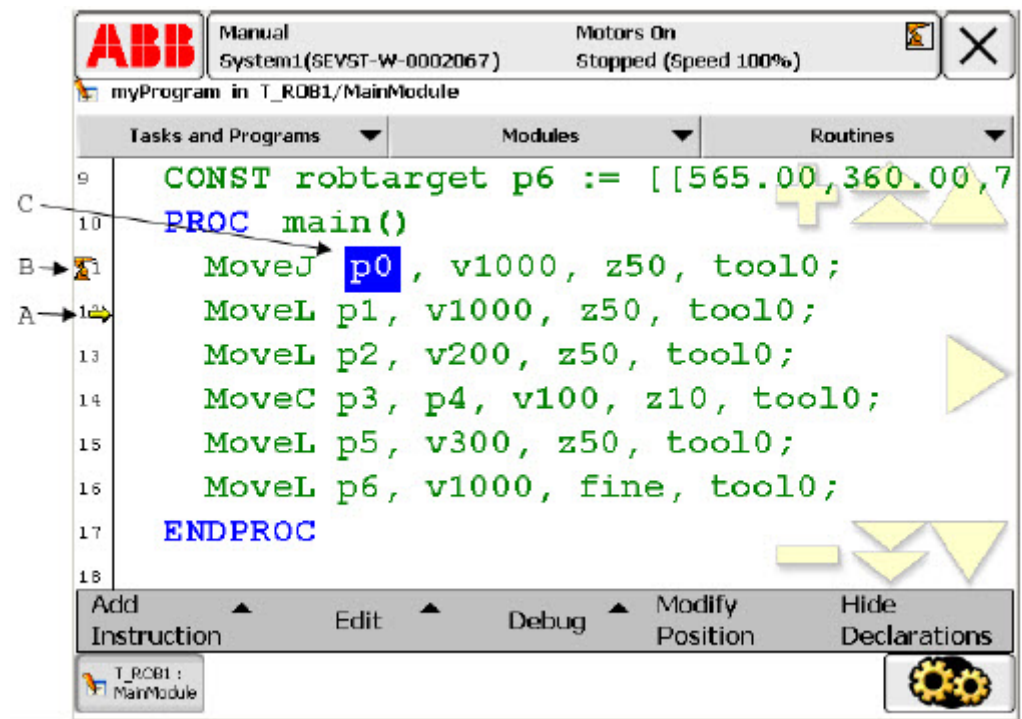 ABB
Manual
System1(SEVST-W-0002067)
Motors On
Stopped (Speed 100%)
myProgram in T_ROB1/MainModule
Tasks and Programs Modules Routines
9 CONST robtarget p6 := [[565.00,360.00,7
C
10 PROC main()
B 1 MoveJ p0 , v1000, z50, tool0;
A 1 MoveL p1, v1000, z50, tool0;
13 MoveL p2, v200, z50, tool0;
14 MoveC p3, p4, v100, z10, tool0;
15 MoveL p5, v300, z50, tool0;
16 MoveL p6, v1000, fine, tool0;
17 ENDPROC
18
Add Instruction
Edit
Debug
Modify Position
Hide Declarations
T_ROB1 :
MainModule